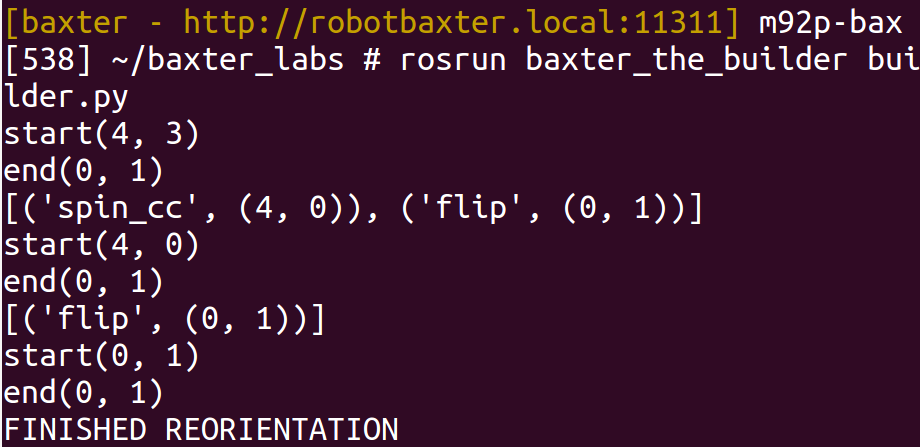 [baxter - http://robotbaxter.local:11311] m92p-bax
[538] ~/baxter_labs # rosrun baxter_the_builder bui
lder.py
start(4, 3)
end(0, 1)
[('spin_cc', (4, 0)), ('flip', (0, 1))]
start(4, 0)
end(0, 1)
[('flip', (0, 1))]
start(0, 1)
end(0, 1)
FINISHED REORIENTATION